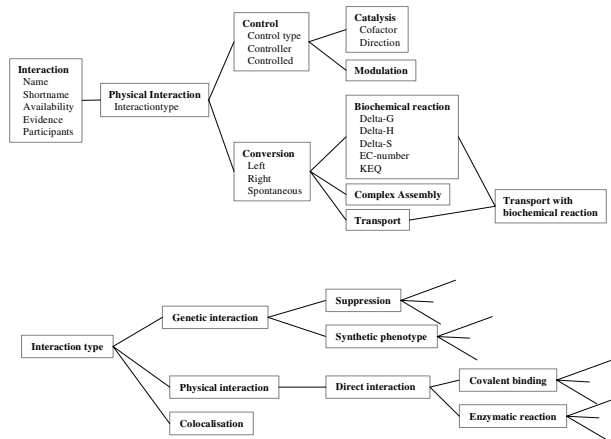 Interaction
Name
Shortname
Availability
Evidence
Participants
Physical Interaction
Interactiontype
Control
Control type
Controller
Controlled
Conversion
Left
Right
Spontaneous
Catalysis
Cofactor
Direction
Modulation
Biochemical reaction
Delta-G
Delta-H
Delta-S
EC-number
KEQ
Complex Assembly
Transport
Transport with
biochemical reaction
Interaction type
Genetic interaction
Suppression
Synthetic phenotype
Physical interaction
Direct interaction
Covalent binding
Enzymatic reaction
Colocalisation